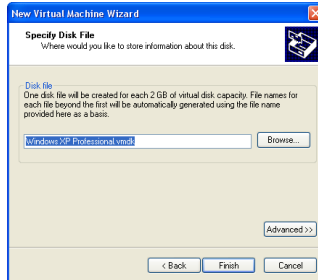 New Virtual Machine Wizard
Specify Disk File
Where would you like to store information about this disk.
Disk file
One disk file will be created for each 2 GB of virtual disk capacity. File names for
each file beyond the first will be automatically generated using the file name
provided here as a basis.
Windows XP Professional.vmdk
Browse...
Advanced >>
< Back
Finish
Cancel